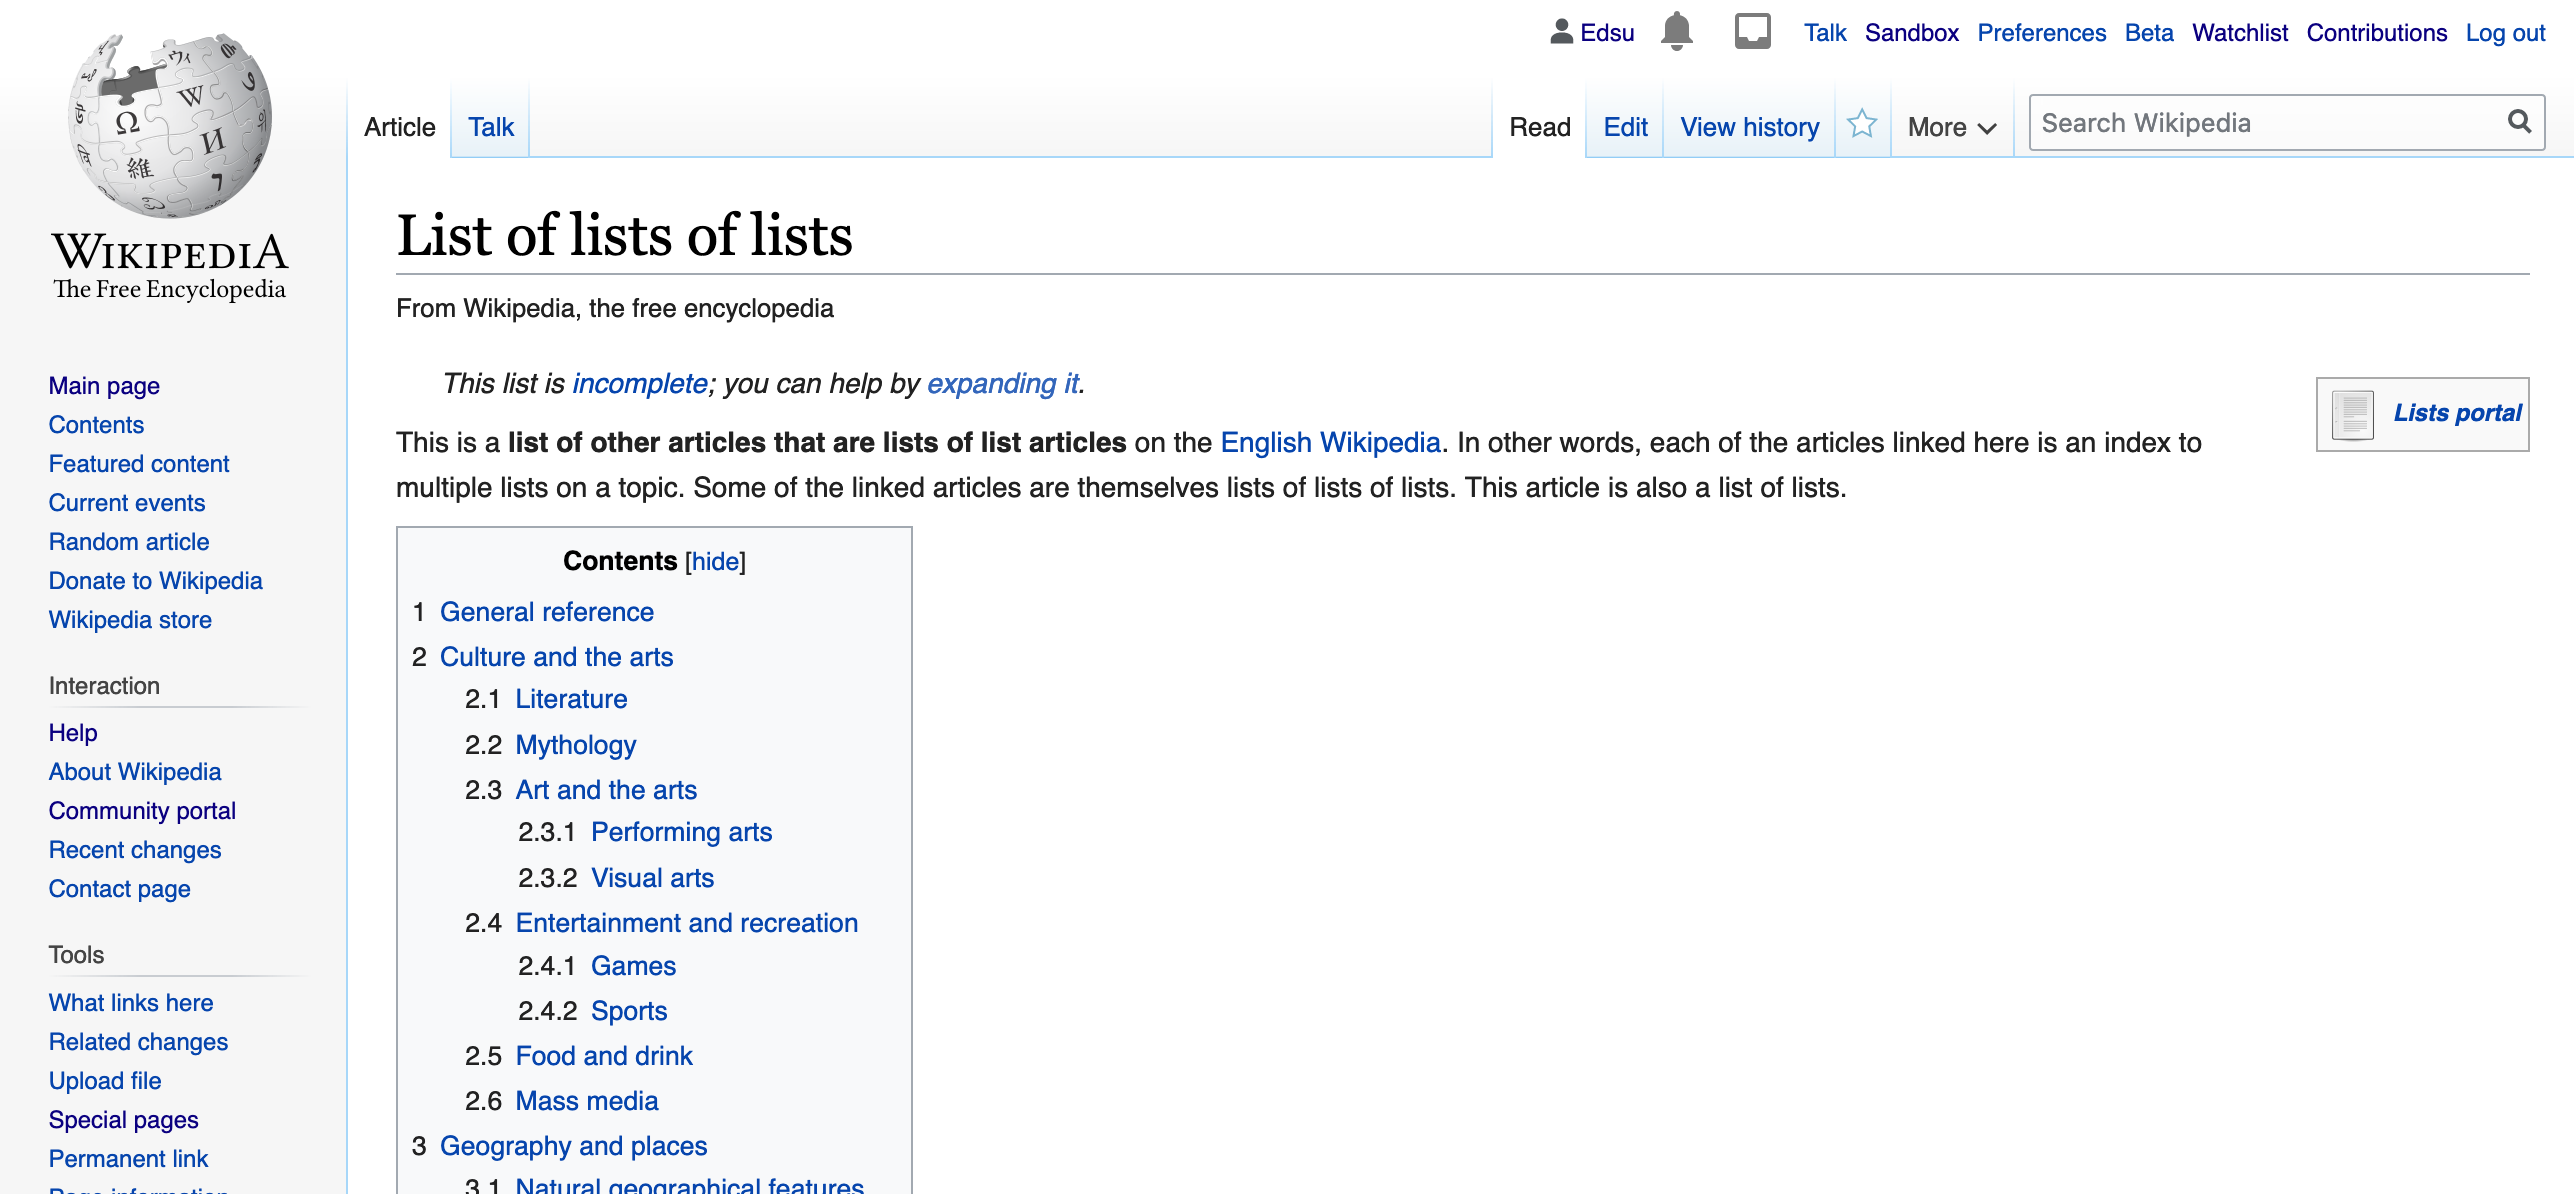 Edsu Talk Sandbox Preferences Beta Watchlist Contributions Log out
Article Talk Read Edit View history More Search Wikipedia
Ω W И ウィ 維
WIKIPEDIA
The Free Encyclopedia
Main page
Contents
Featured content
Current events
Random article
Donate to Wikipedia
Wikipedia store
Interaction
Help
About Wikipedia
Community portal
Recent changes
Contact page
Tools
What links here
Related changes
Upload file
Special pages
Permanent link
Page information
List of lists of lists
From Wikipedia, the free encyclopedia
This list is incomplete; you can help by expanding it.
Lists portal
This is a list of other articles that are lists of list articles on the English Wikipedia. In other words, each of the articles linked here is an index to
multiple lists on a topic. Some of the linked articles are themselves lists of lists of lists. This article is also a list of lists.
Contents [hide]
1 General reference
2 Culture and the arts
2.1 Literature
2.2 Mythology
2.3 Art and the arts
2.3.1 Performing arts
2.3.2 Visual arts
2.4 Entertainment and recreation
2.4.1 Games
2.4.2 Sports
2.5 Food and drink
2.6 Mass media
3 Geography and places
3.1 Natural geographical features